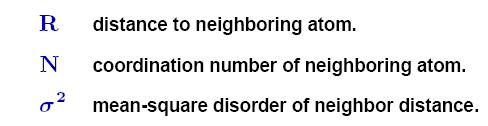 R distance to neighboring atom.
N coordination number of neighboring atom.
σ² mean-square disorder of neighbor distance.